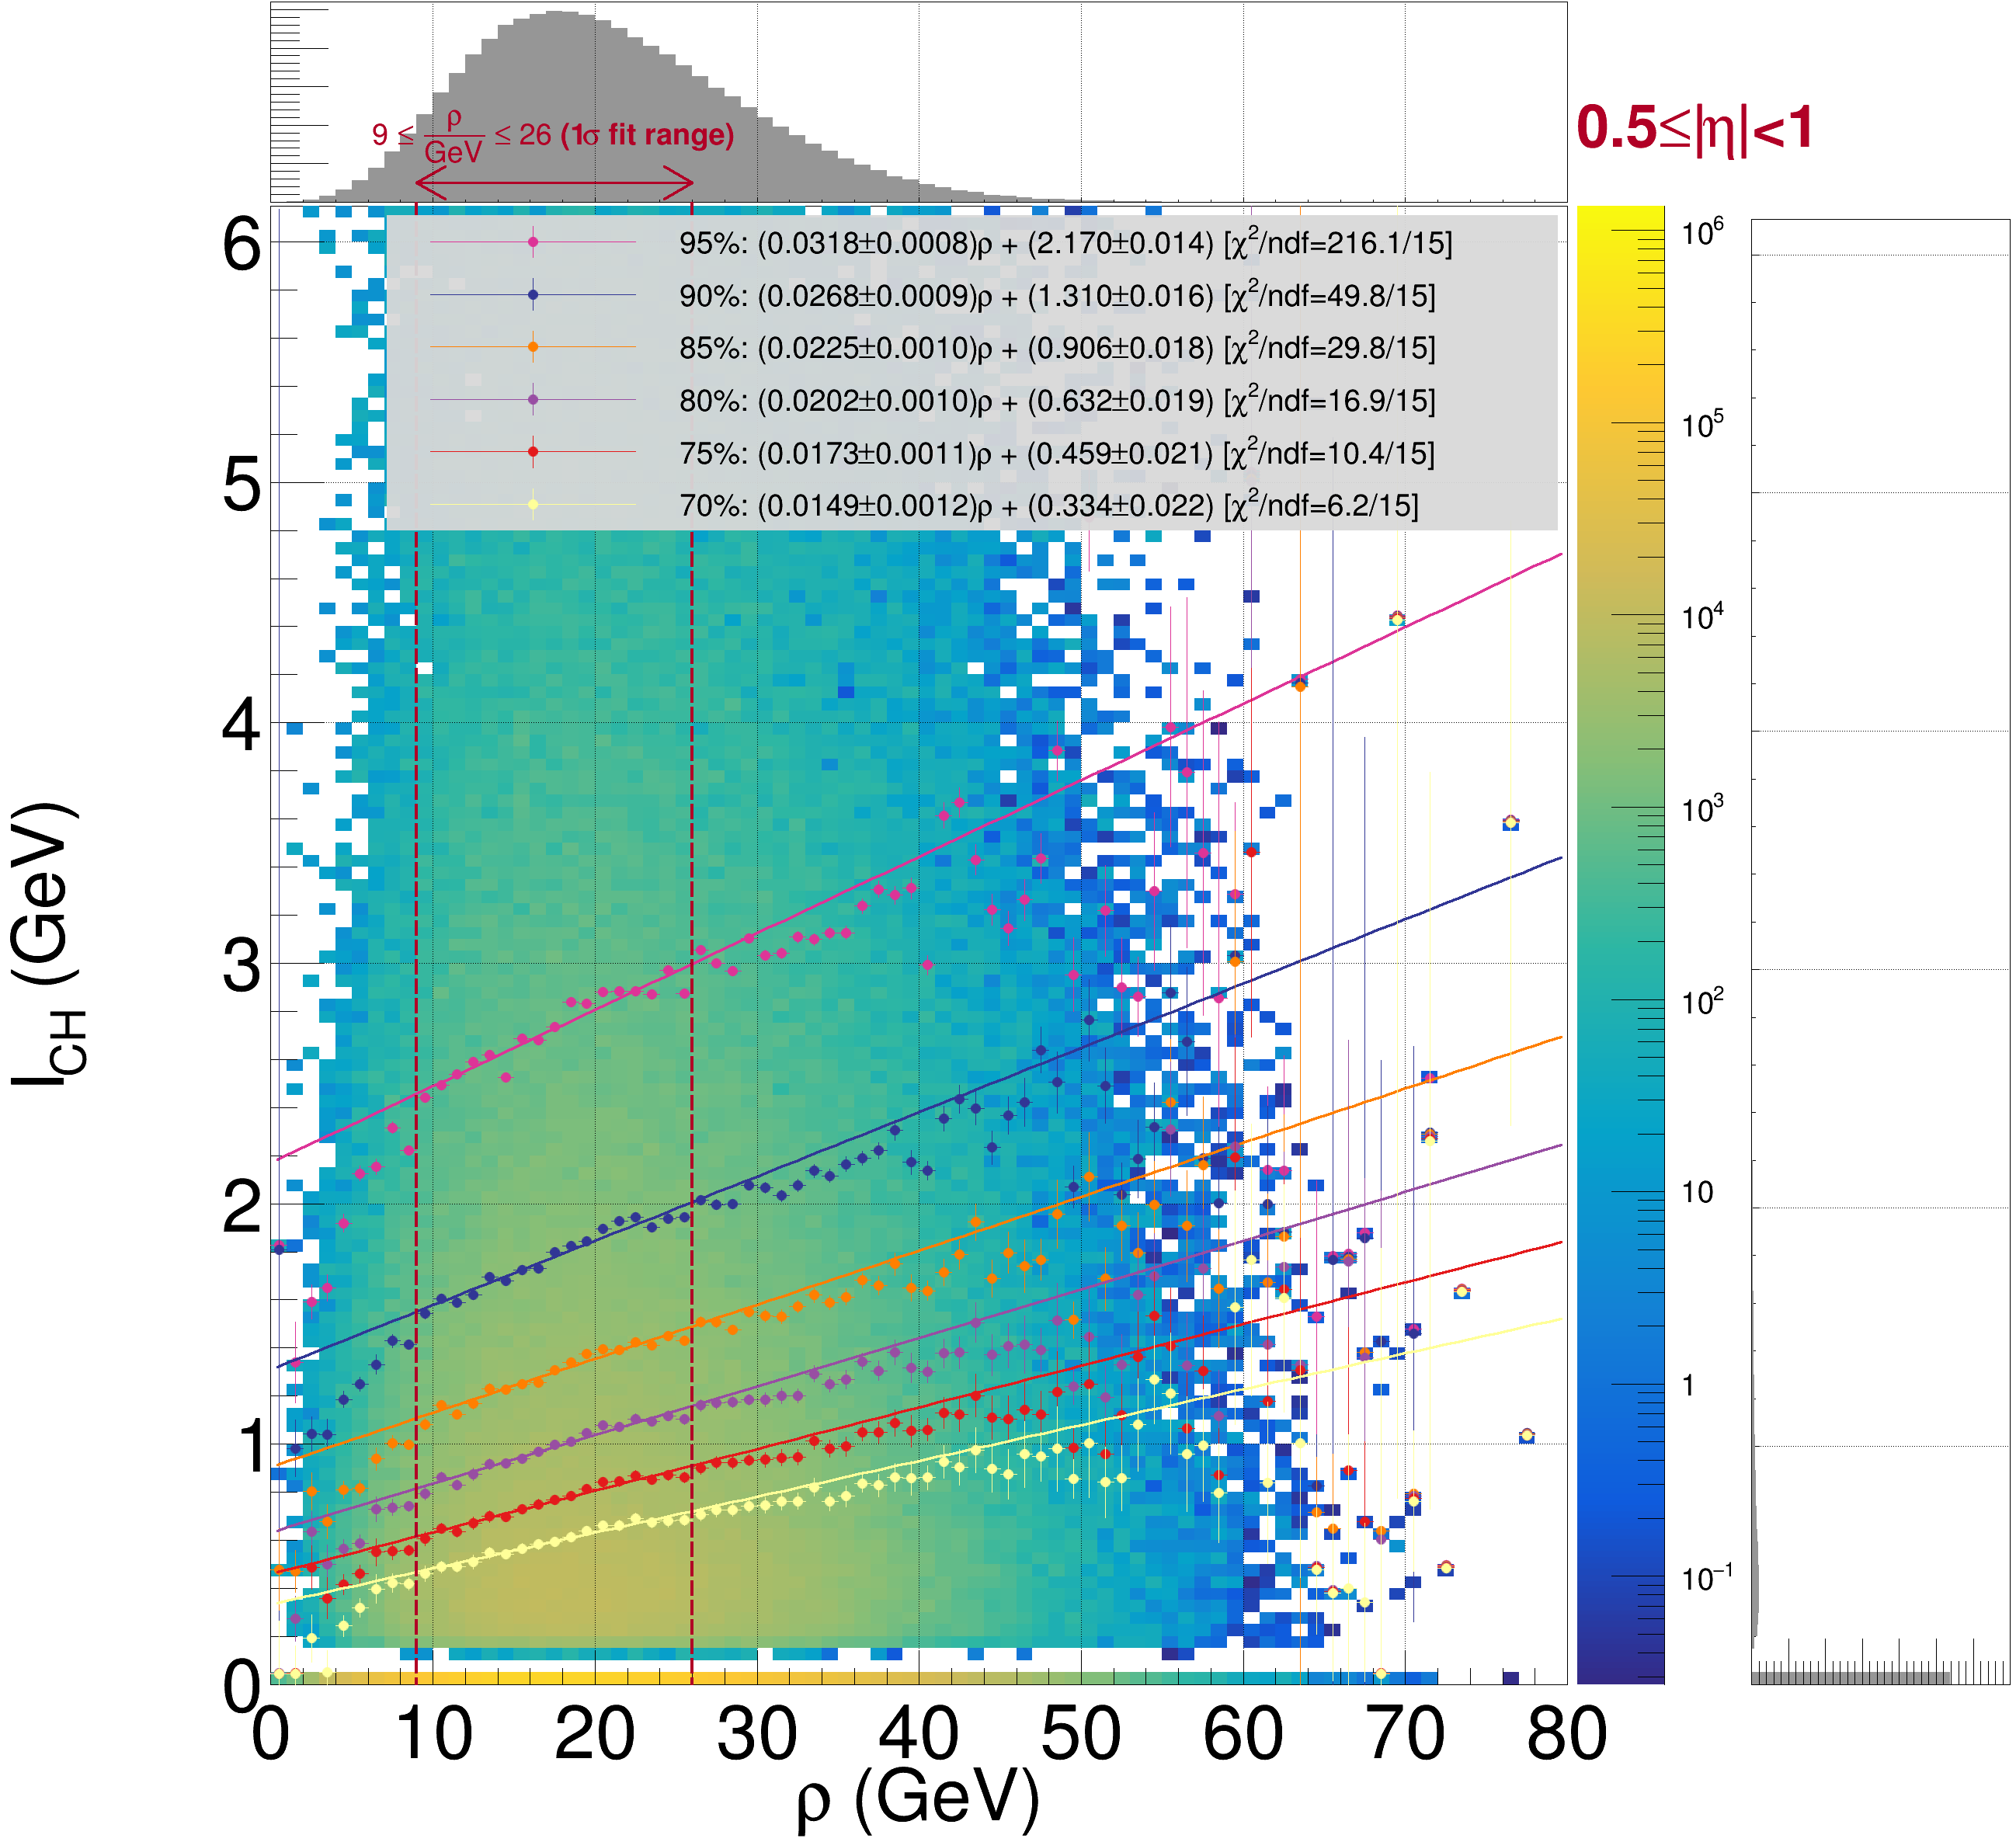 9 ≤ ρ/GeV ≤ 26 (1σ fit range)
0.5≤|η|<1
95%: (0.0318±0.0008)ρ + (2.170±0.014) [χ²/ndf=216.1/15]
90%: (0.0268±0.0009)ρ + (1.310±0.016) [χ²/ndf=49.8/15]
85%: (0.0225±0.0010)ρ + (0.906±0.018) [χ²/ndf=29.8/15]
80%: (0.0202±0.0010)ρ + (0.632±0.019) [χ²/ndf=16.9/15]
75%: (0.0173±0.0011)ρ + (0.459±0.021) [χ²/ndf=10.4/15]
70%: (0.0149±0.0012)ρ + (0.334±0.022) [χ²/ndf=6.2/15]
I_CH (GeV)
6
5
4
3
2
1
0
0 10 20 30 40 50 60 70 80
ρ (GeV)
10⁶
10⁵
10⁴
10³
10²
10
1
10⁻¹